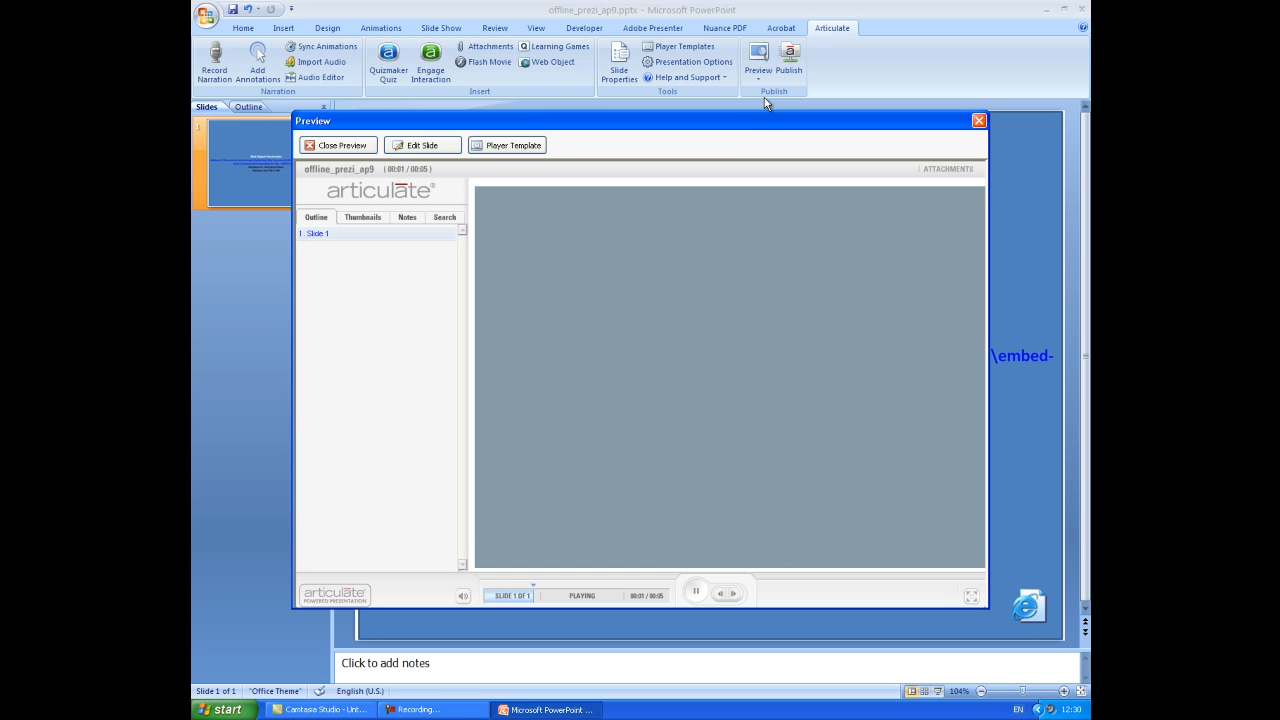 offline_prezi_ap9.pptx - Microsoft PowerPoint
Home Insert Design Animations Slide Show Review View Developer Adobe Presenter Nuance PDF Acrobat Articulate
Record Narration
Add Annotations
Sync Animations
Import Audio
Audio Editor
Narration
Quizmaker Quiz
Engage Interaction
Attachments
Flash Movie
Learning Games
Web Object
Insert
Slide Properties
Player Templates
Presentation Options
Help and Support
Tools
Preview
Publish
Publish
Slides Outline x
1
Preview
Close Preview Edit Slide Player Template
offline_prezi_ap9 ( 00:01 / 00:05 ) ATTACHMENTS
articulate®
Outline Thumbnails Notes Search
1. Slide 1
\embed-
articulate®
POWERED PRESENTATION
SLIDE 1 OF 1 PLAYING 00:01 / 00:05
Click to add notes
Slide 1 of 1 "Office Theme" English (U.S.) 104%
start Camtasia Studio - Unt... Recording... Microsoft PowerPoint ... EN 12:30